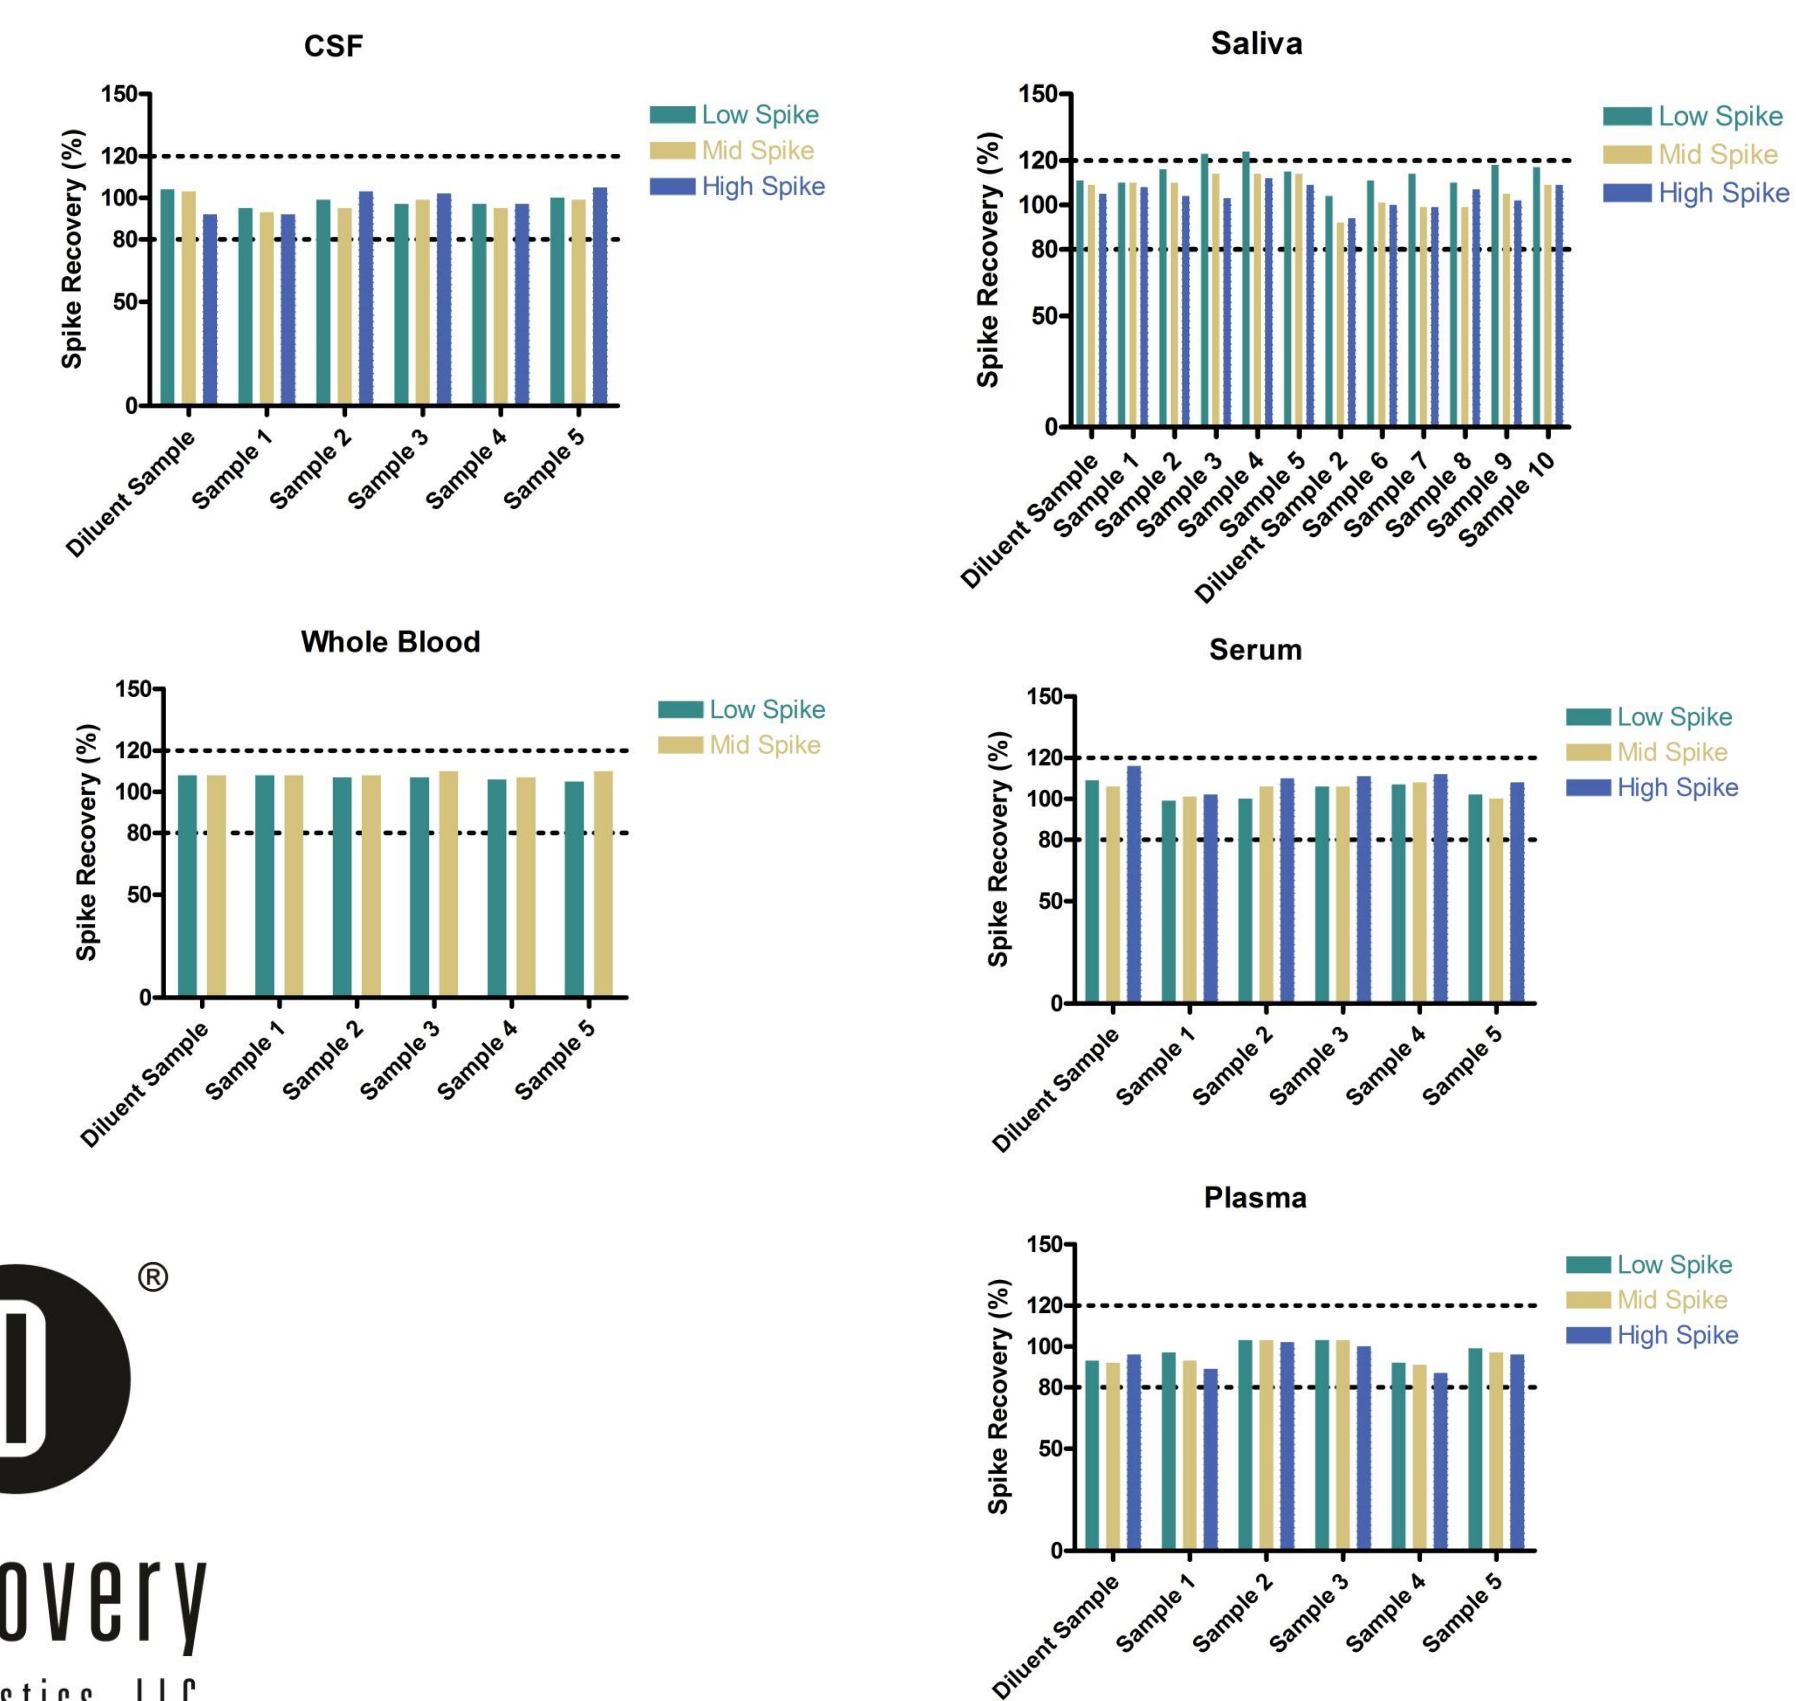 CSF
Spike Recovery (%)
150
120
100
80
50
0
Diluent Sample
Sample 1
Sample 2
Sample 3
Sample 4
Sample 5
Low Spike
Mid Spike
High Spike
Saliva
Spike Recovery (%)
150
120
100
80
50
0
Diluent Sample
Sample 1
Sample 2
Sample 3
Sample 4
Sample 5
Diluent Sample 2
Sample 6
Sample 7
Sample 8
Sample 9
Sample 10
Low Spike
Mid Spike
High Spike
Whole Blood
Spike Recovery (%)
150
120
100
80
50
0
Diluent Sample
Sample 1
Sample 2
Sample 3
Sample 4
Sample 5
Low Spike
Mid Spike
Serum
Spike Recovery (%)
150
120
100
80
50
0
Diluent Sample
Sample 1
Sample 2
Sample 3
Sample 4
Sample 5
Low Spike
Mid Spike
High Spike
Plasma
Spike Recovery (%)
150
120
100
80
50
0
Diluent Sample
Sample 1
Sample 2
Sample 3
Sample 4
Sample 5
Low Spike
Mid Spike
High Spike
D ®
overy